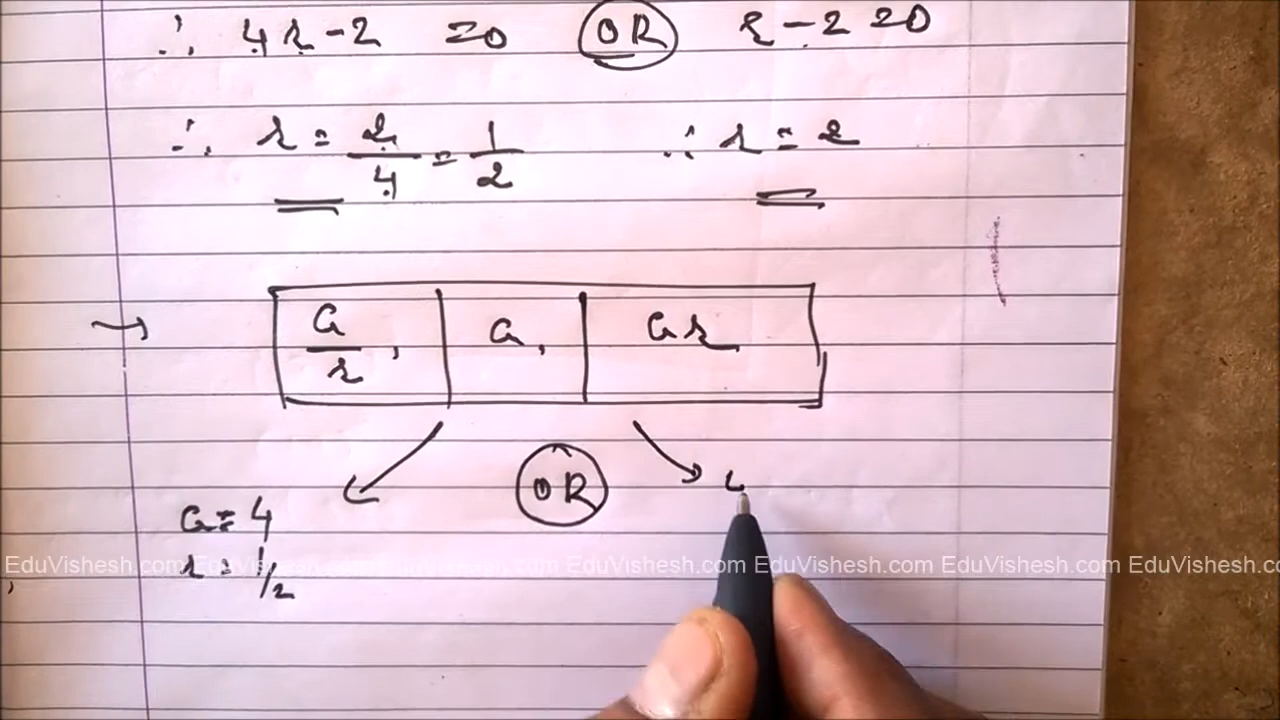 ∴ 4r-2 =0 OR r-2=0
∴ r = 2/4 = 1/2 ∴ r = 2
→ a/r, a, ar
OR
a = 4
r = 1/2
EduVishesh.com EduVishesh.com EduVishesh.com EduVishesh.com EduVishesh.com EduVishesh.co